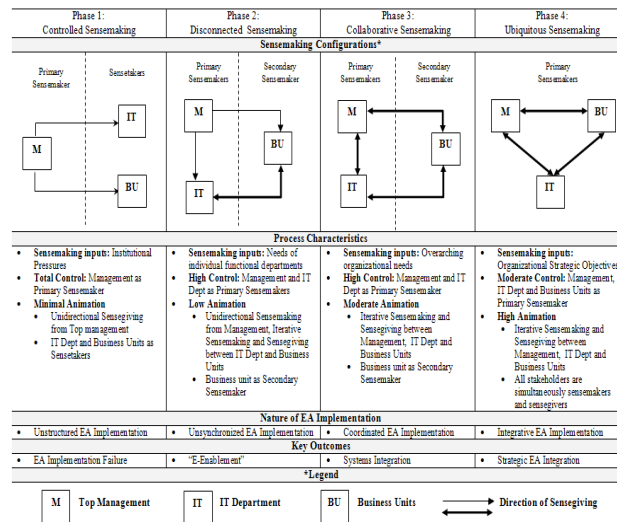 Phase 1:
Controlled Sensemaking
Phase 2:
Disconnected Sensemaking
Phase 3:
Collaborative Sensemaking
Phase 4:
Ubiquitous Sensemaking
Sensemaking Configurations*
Primary
Sensemaker
Sensetakers
M
IT
BU
Primary
Sensemakers
Secondary
Sensemaker
M
BU
IT
Primary
Sensemakers
Secondary
Sensemaker
M
BU
IT
Primary
Sensemakers
M
BU
IT
Process Characteristics
• Sensemaking inputs: Institutional
Pressures
• Total Control: Management as
Primary Sensemaker
• Minimal Animation
• Unidirectional Sensegiving
from Top management
• IT Dept and Business Units as
Sensetakers
• Sensemaking inputs: Needs of
individual functional departments
• High Control: Management and IT
Dept as Primary Sensemakers
• Low Animation
• Unidirectional Sensemaking
from Management, Iterative
Sensemaking and Sensegiving
between IT Dept and Business
Units
• Business unit as Secondary
Sensemaker
• Sensemaking inputs: Overarching
organizational needs
• High Control: Management and IT
Dept as Primary Sensemakers
• Moderate Animation
• Iterative Sensemaking and
Sensegiving between
Management, IT Dept and
Business Units
• Business unit as Secondary
Sensemaker
• Sensemaking inputs:
Organizational Strategic Objectives
• Moderate Control: Management,
IT Dept and Business Units as
Primary Sensemaker
• High Animation
• Iterative Sensemaking and
Sensegiving between
Management, IT Dept and
Business Units
• All stakeholders are
simultaneously sensemakers
and sensegivers
Nature of EA Implementation
• Unstructured EA Implementation
• Unsynchronized EA Implementation
• Coordinated EA Implementation
• Integrative EA Implementation
Key Outcomes
• EA Implementation Failure
• “E-Enablement”
• Systems Integration
• Strategic EA Integration
*Legend
M Top Management
IT IT Department
BU Business Units
Direction of Sensegiving